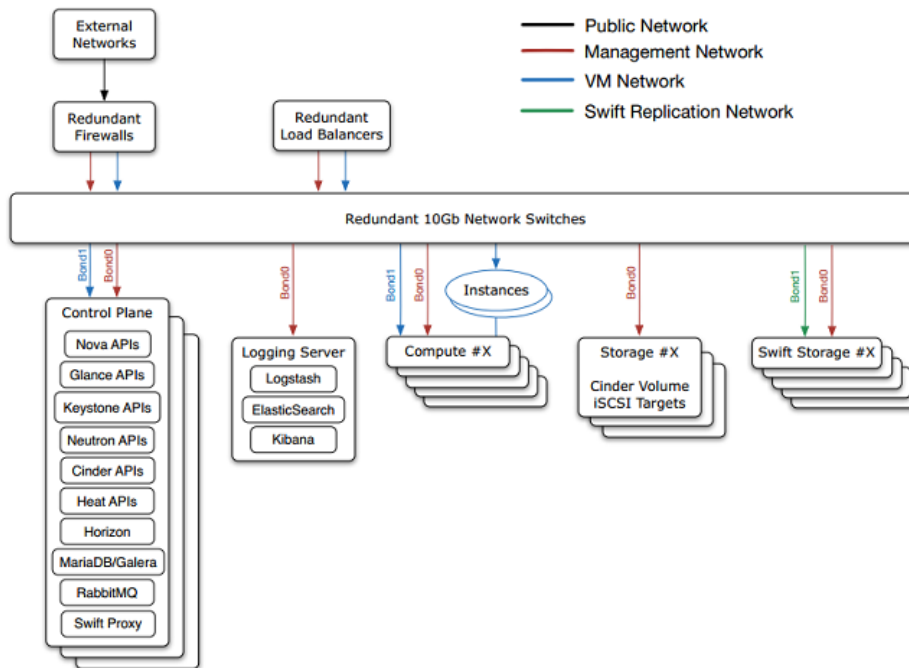 External
Networks
Public Network
Management Network
VM Network
Swift Replication Network
Redundant
Firewalls
Redundant
Load Balancers
Redundant 10Gb Network Switches
Bond1
Bond0
Bond0
Bond1
Bond0
Bond0
Bond1
Bond0
Instances
Control Plane
Nova APIs
Glance APIs
Keystone APIs
Neutron APIs
Cinder APIs
Heat APIs
Horizon
MariaDB/Galera
RabbitMQ
Swift Proxy
Logging Server
Logstash
ElasticSearch
Kibana
Compute #X
Storage #X
Cinder Volume
iSCSI Targets
Swift Storage #X